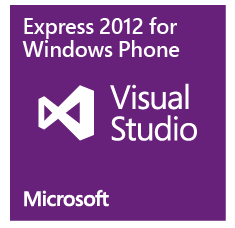 Express 2012 for
Windows Phone
Visual
Studio
Microsoft